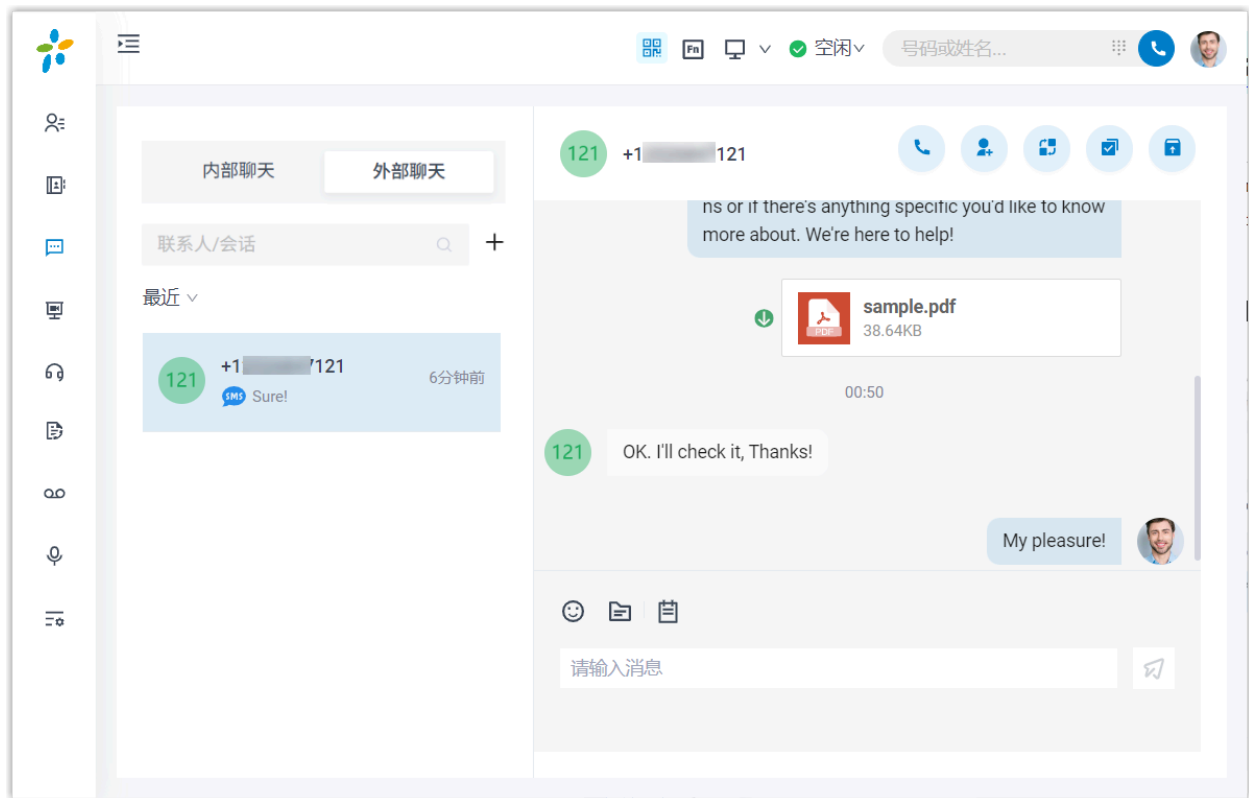 Fn
空闲
号码或姓名...
内部聊天
外部聊天
联系人/会话
最近
121
+1 7121
6分钟前
SMS
Sure!
121
+1 121
ns or if there's anything specific you'd like to know
more about. We're here to help!
PDF
sample.pdf
38.64KB
00:50
121
OK. I'll check it, Thanks!
My pleasure!
请输入消息